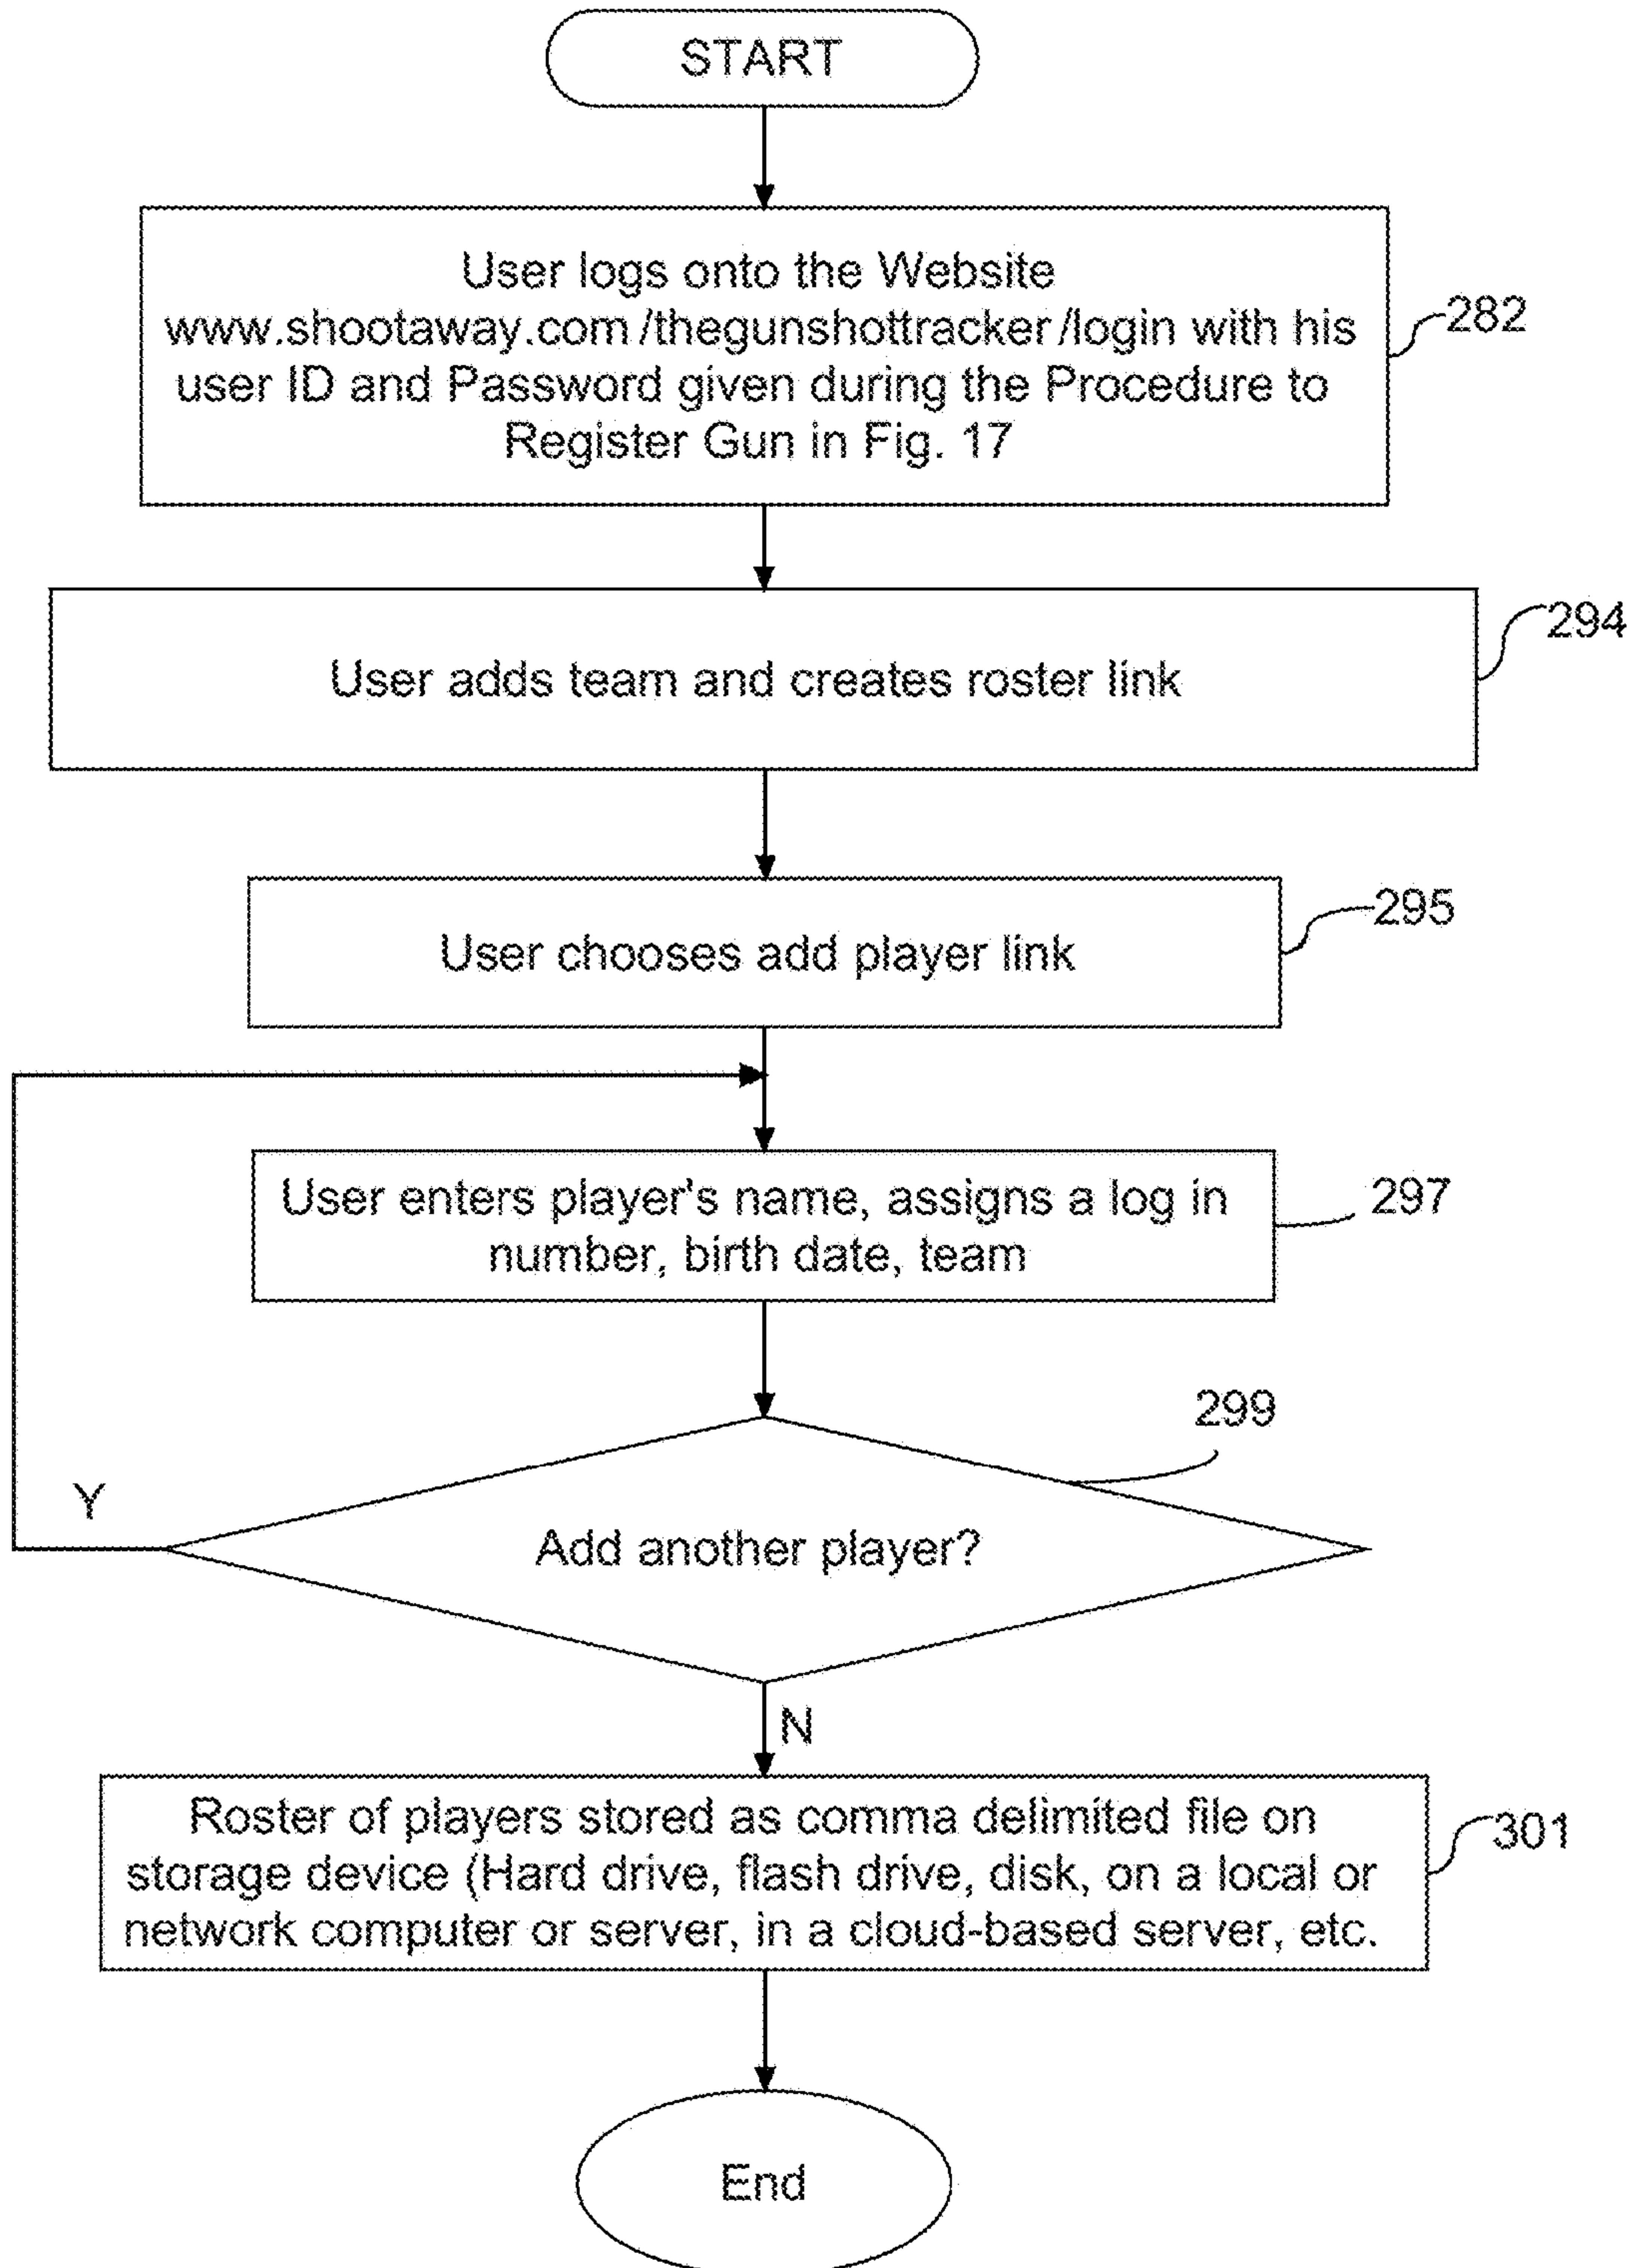 START
User logs onto the Website
www.shootaway.com/thegunshottracker/login with his
user ID and Password given during the Procedure to
Register Gun in Fig. 17
282
User adds team and creates roster link
294
User chooses add player link
295
User enters player's name, assigns a log in
number, birth date, team
297
299
Add another player?
Y
N
Roster of players stored as comma delimited file on
storage device (Hard drive, flash drive, disk, on a local or
network computer or server, in a cloud-based server, etc.
301
End